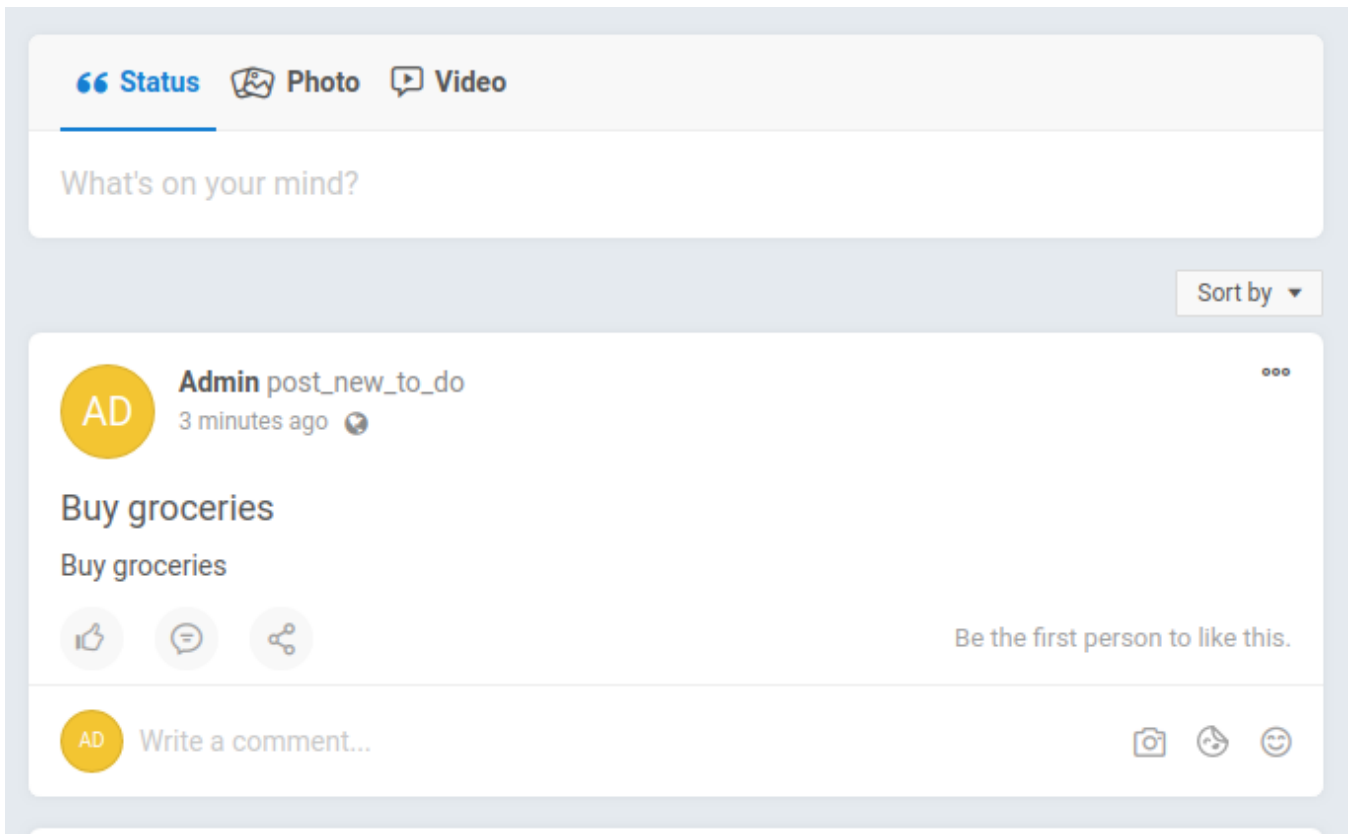 Status Photo Video
What's on your mind?
Sort by
Admin post_new_to_do
AD
3 minutes ago
Buy groceries
Buy groceries
Be the first person to like this.
AD Write a comment...